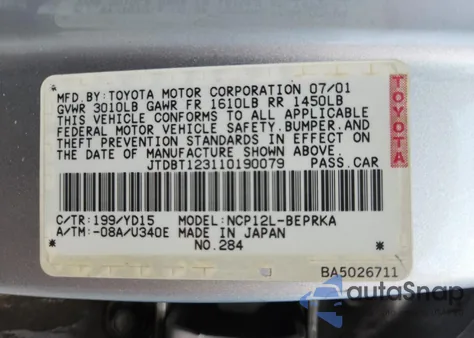 MFD.BY:TOYOTA MOTOR CORPORATION 07/01
GVWR 3010LB GAWR FR 1610LB RR 1450LB
THIS VEHICLE CONFORMS TO ALL APPLICABLE
FEDERAL MOTOR VEHICLE SAFETY, BUMPER, AND
THEFT PREVENTION STANDARDS IN EFFECT ON
THE DATE OF MANUFACTURE SHOWN ABOVE.
JTDBT123110190079 PASS.CAR
TOYOTA
C/TR:199/YD15 MODEL:NCP12L-BEPRKA
A/TM:-08A/U340E MADE IN JAPAN
NO.284
BA5026711
autoSnap